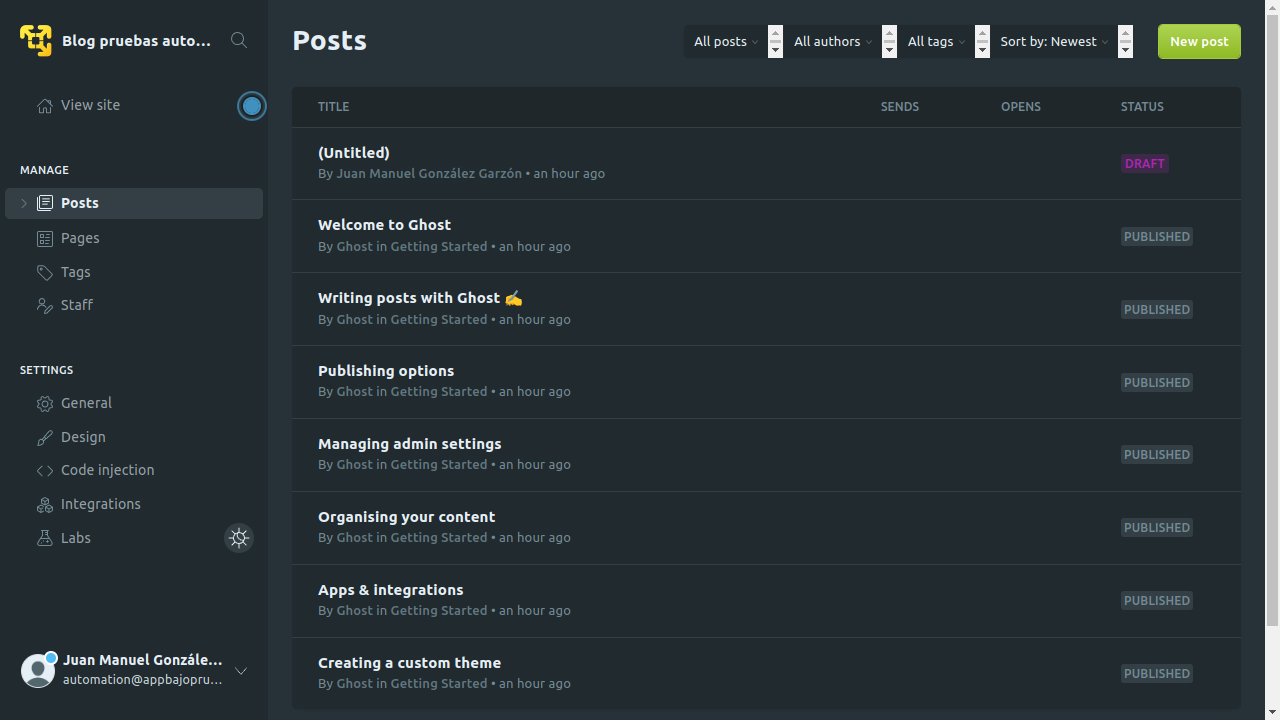 Blog pruebas auto...
View site
MANAGE
Posts
Pages
Tags
Staff
SETTINGS
General
Design
Code injection
Integrations
Labs
Juan Manuel Gonzále...
automation@appbajopru...
Posts
All posts
All authors
All tags
Sort by: Newest
New post
TITLE SENDS OPENS STATUS
(Untitled)
By Juan Manuel González Garzón • an hour ago
DRAFT
Welcome to Ghost
By Ghost in Getting Started • an hour ago
PUBLISHED
Writing posts with Ghost ✍️
By Ghost in Getting Started • an hour ago
PUBLISHED
Publishing options
By Ghost in Getting Started • an hour ago
PUBLISHED
Managing admin settings
By Ghost in Getting Started • an hour ago
PUBLISHED
Organising your content
By Ghost in Getting Started • an hour ago
PUBLISHED
Apps & integrations
By Ghost in Getting Started • an hour ago
PUBLISHED
Creating a custom theme
By Ghost in Getting Started • an hour ago
PUBLISHED